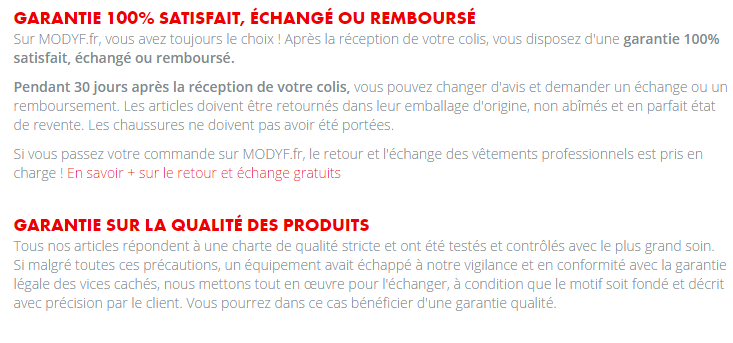 GARANTIE 100% SATISFAIT, ÉCHANGÉ OU REMBOURSÉ
Sur MODYF.fr, vous avez toujours le choix ! Après la réception de votre colis, vous disposez d'une garantie 100%
satisfait, échangé ou remboursé.
Pendant 30 jours après la réception de votre colis, vous pouvez changer d'avis et demander un échange ou un
remboursement. Les articles doivent être retournés dans leur emballage d'origine, non abîmés et en parfait état
de revente. Les chaussures ne doivent pas avoir été portées.
Si vous passez votre commande sur MODYF.fr, le retour et l'échange des vêtements professionnels est pris en
charge ! En savoir + sur le retour et échange gratuits
GARANTIE SUR LA QUALITÉ DES PRODUITS
Tous nos articles répondent à une charte de qualité stricte et ont été testés et contrôlés avec le plus grand soin.
Si malgré toutes ces précautions, un équipement avait échappé à notre vigilance et en conformité avec la garantie
légale des vices cachés, nous mettons tout en œuvre pour l'échanger, à condition que le motif soit fondé et décrit
avec précision par le client. Vous pourrez dans ce cas bénéficier d'une garantie qualité.